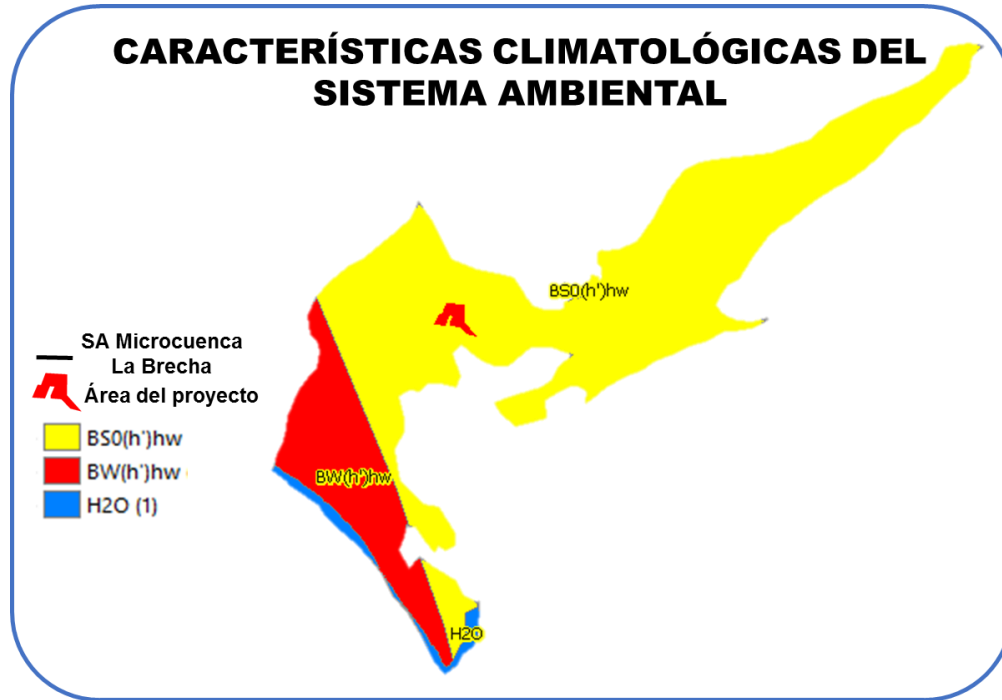 CARACTERÍSTICAS CLIMATOLÓGICAS DEL
SISTEMA AMBIENTAL
BS0(h')hw
SA Microcuenca
La Brecha
Área del proyecto
BS0(h')hw
BW(h')hw
H2O (1)
BW(h')hw
H2O